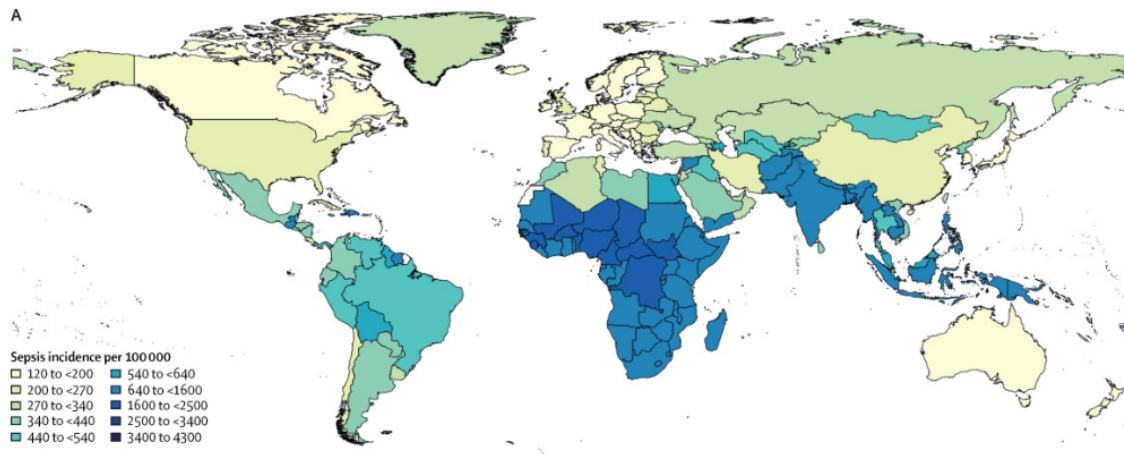 A
Sepsis incidence per 100 000
120 to <200
200 to <270
270 to <340
340 to <440
440 to <540
540 to <640
640 to <1600
1600 to <2500
2500 to <3400
3400 to 4300